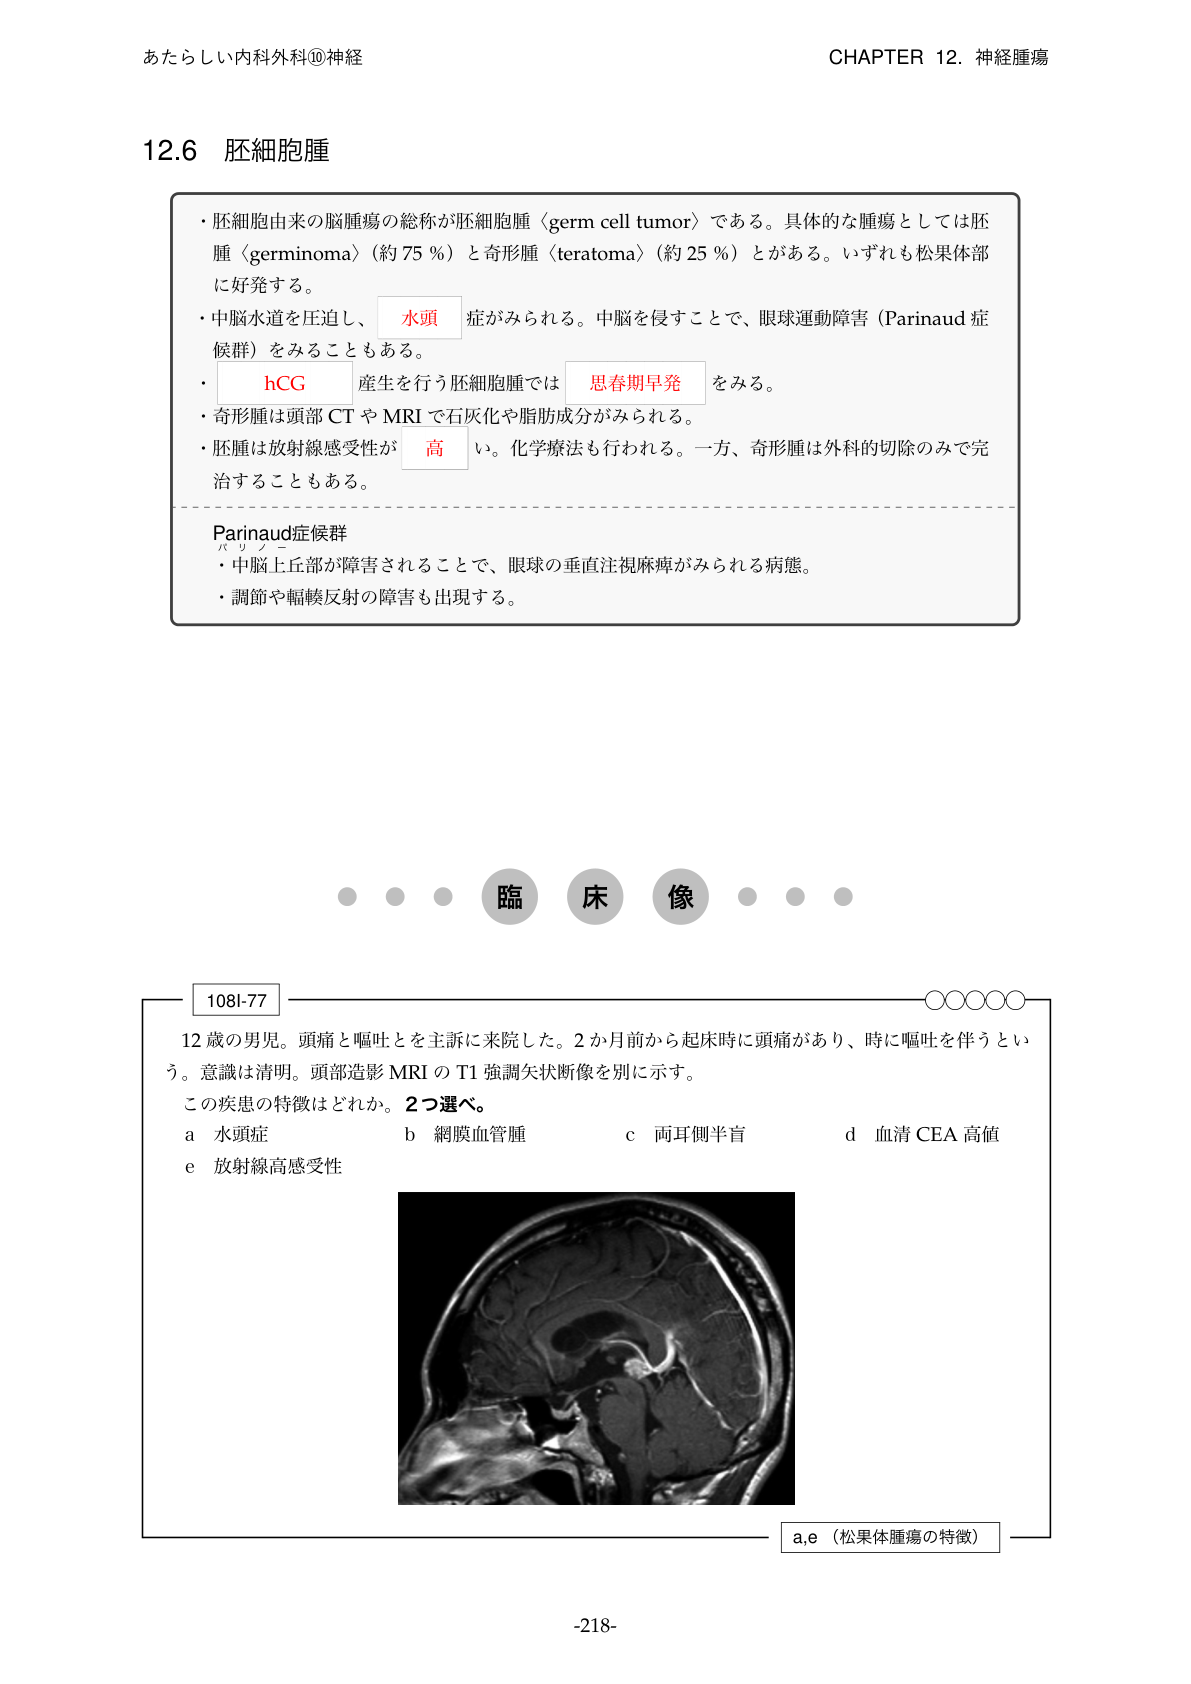 あたらしい内科外科⑩神経
CHAPTER 12. 神経腫瘍
12.6 胚細胞腫
・胚細胞由来の脳腫瘍の総称が胚細胞腫〈germ cell tumor〉である。具体的な腫瘍としては胚
腫〈germinoma〉（約 75 %）と奇形腫〈teratoma〉（約 25 %）とがある。いずれも松果体部
に好発する。
・中脳水道を圧迫し、 水頭 症がみられる。中脳を侵すことで、眼球運動障害（Parinaud 症
候群）をみることもある。
・ hCG 産生を行う胚細胞腫では 思春期早発 をみる。
・奇形腫は頭部 CT や MRI で石灰化や脂肪成分がみられる。
・胚腫は放射線感受性が 高 い。化学療法も行われる。一方、奇形腫は外科的切除のみで完
治することもある。
Parinaud症候群
パリノー
・中脳上丘部が障害されることで、眼球の垂直注視麻痺がみられる病態。
・調節や輻輳反射の障害も出現する。
臨床像
108I-77
12 歳の男児。頭痛と嘔吐とを主訴に来院した。2 か月前から起床時に頭痛があり、時に嘔吐を伴うとい
う。意識は清明。頭部造影 MRI の T1 強調矢状断像を別に示す。
この疾患の特徴はどれか。2つ選べ。
a 水頭症 b 網膜血管腫 c 両耳側半盲 d 血清 CEA 高値
e 放射線高感受性
a,e （松果体腫瘍の特徴）
-218-